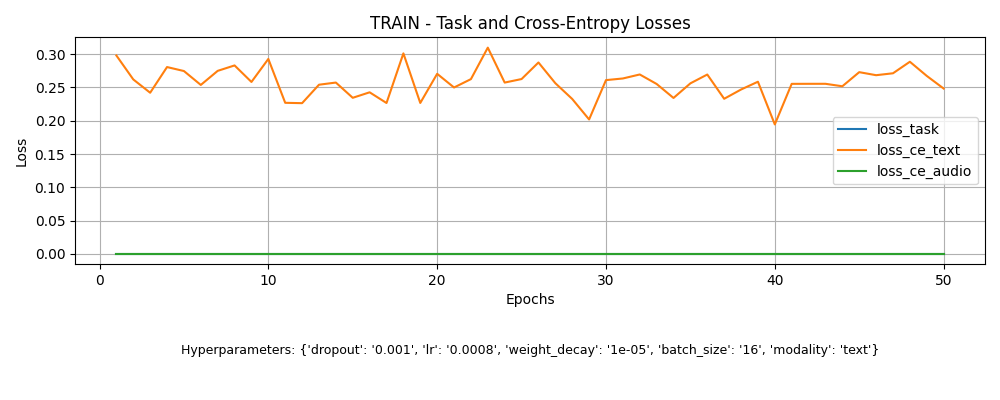 TRAIN - Task and Cross-Entropy Losses
Loss
0.30
0.25
0.20
0.15
0.10
0.05
0.00
loss_task
loss_ce_text
loss_ce_audio
0 10 20 30 40 50
Epochs
Hyperparameters: {'dropout': '0.001', 'lr': '0.0008', 'weight_decay': '1e-05', 'batch_size': '16', 'modality': 'text'}